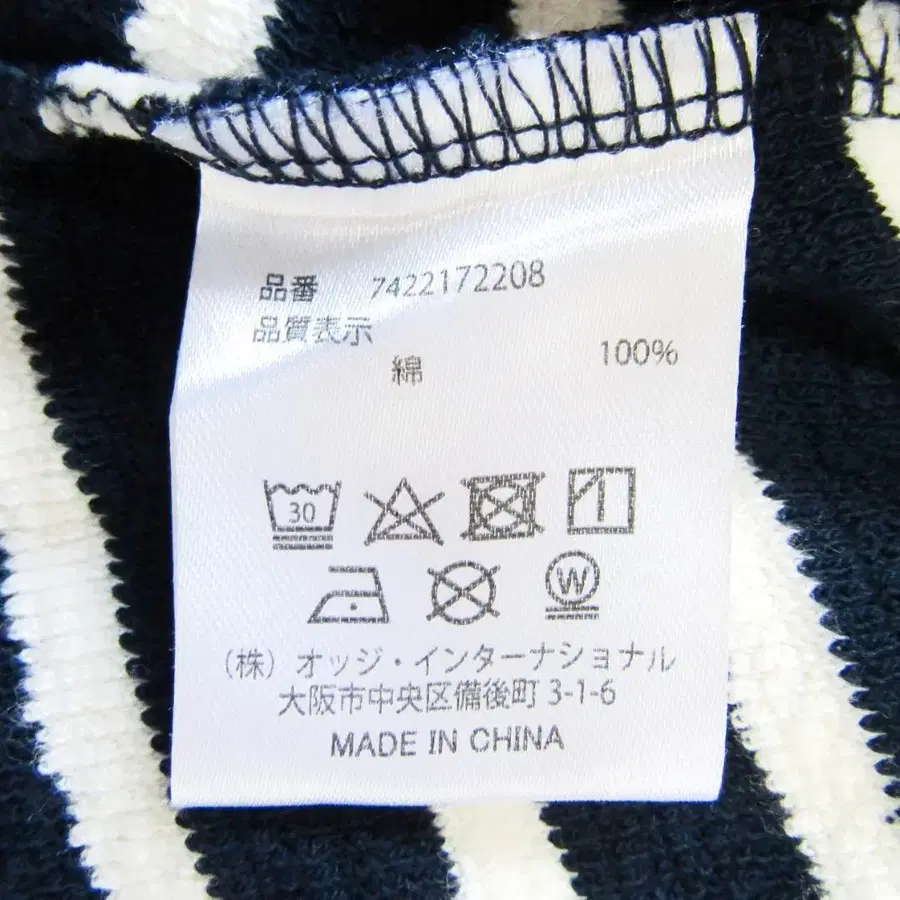 品番 7422172208
品質表示
綿 100%
30
W
（株）オッジ・インターナショナル
大阪市中央区備後町 3-1-6
MADE IN CHINA